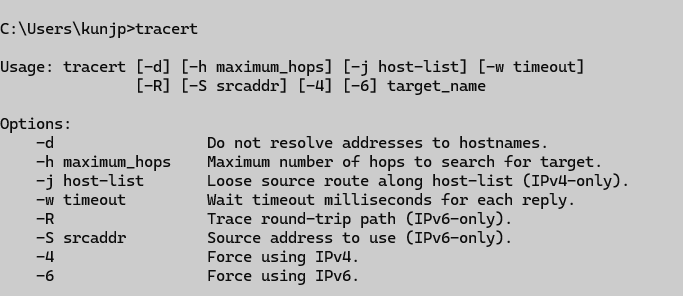 C:\Users\kunjp>tracert
Usage: tracert [-d] [-h maximum_hops] [-j host-list] [-w timeout]
               [-R] [-S srcaddr] [-4] [-6] target_name
Options:
    -d                 Do not resolve addresses to hostnames.
    -h maximum_hops    Maximum number of hops to search for target.
    -j host-list       Loose source route along host-list (IPv4-only).
    -w timeout         Wait timeout milliseconds for each reply.
    -R                 Trace round-trip path (IPv6-only).
    -S srcaddr         Source address to use (IPv6-only).
    -4                 Force using IPv4.
    -6                 Force using IPv6.